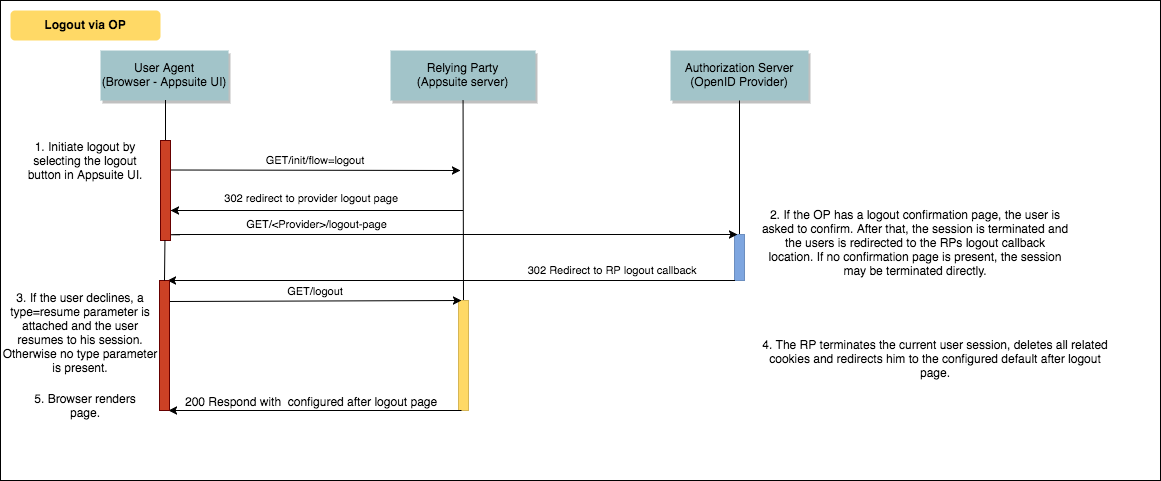 Logout via OP
User Agent
(Browser - Appsuite UI)
Relying Party
(Appsuite server)
Authorization Server
(OpenID Provider)
1. Initiate logout by
selecting the logout
button in Appsuite UI.
GET/init/flow=logout
302 redirect to provider logout page
GET/<Provider>/logout-page
2. If the OP has a logout confirmation page, the user is
asked to confirm. After that, the session is terminated and
the users is redirected to the RPs logout callback
location. If no confirmation page is present, the session
may be terminated directly.
302 Redirect to RP logout callback
GET/logout
3. If the user declines, a
type=resume parameter is
attached and the user
resumes to his session.
Otherwise no type parameter
is present.
4. The RP terminates the current user session, deletes all related
cookies and redirects him to the configured default after logout
page.
5. Browser renders
page.
200 Respond with configured after logout page